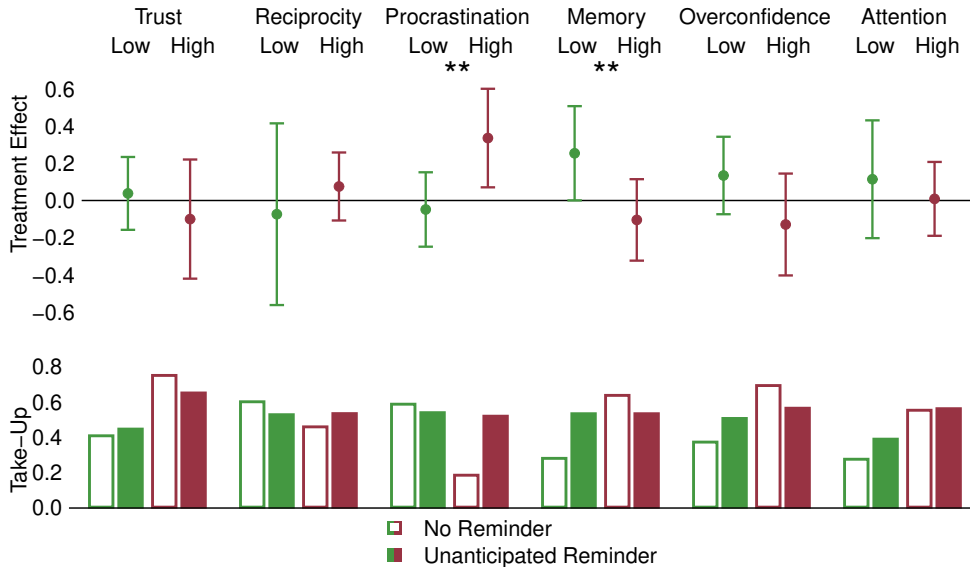 Trust Reciprocity Procrastination Memory Overconfidence Attention
Low High Low High Low High Low High Low High Low High
** **
Treatment Effect
0.6
0.4
0.2
0.0
−0.2
−0.4
−0.6
Take−Up
0.8
0.6
0.4
0.2
0.0
No Reminder
Unanticipated Reminder